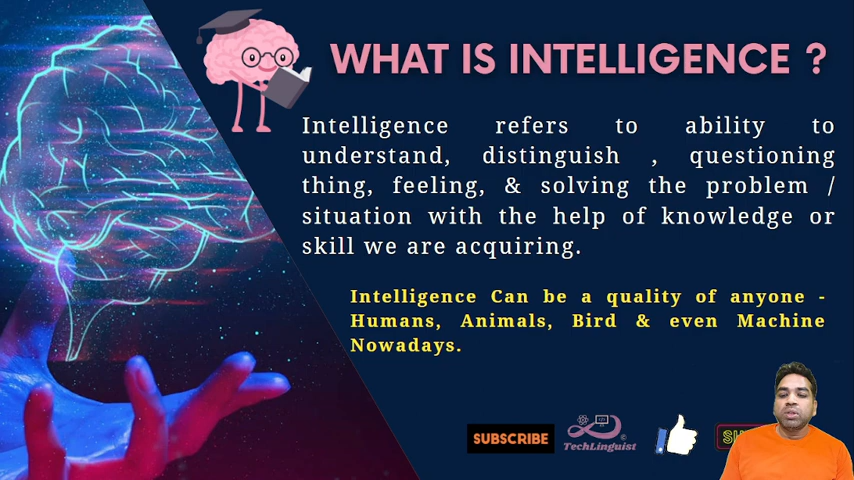 WHAT IS INTELLIGENCE ?
Intelligence refers to ability to
understand, distinguish , questioning
thing, feeling, & solving the problem /
situation with the help of knowledge or
skill we are acquiring.
Intelligence Can be a quality of anyone -
Humans, Animals, Bird & even Machine
Nowadays.
SUBSCRIBE
TechLinguist